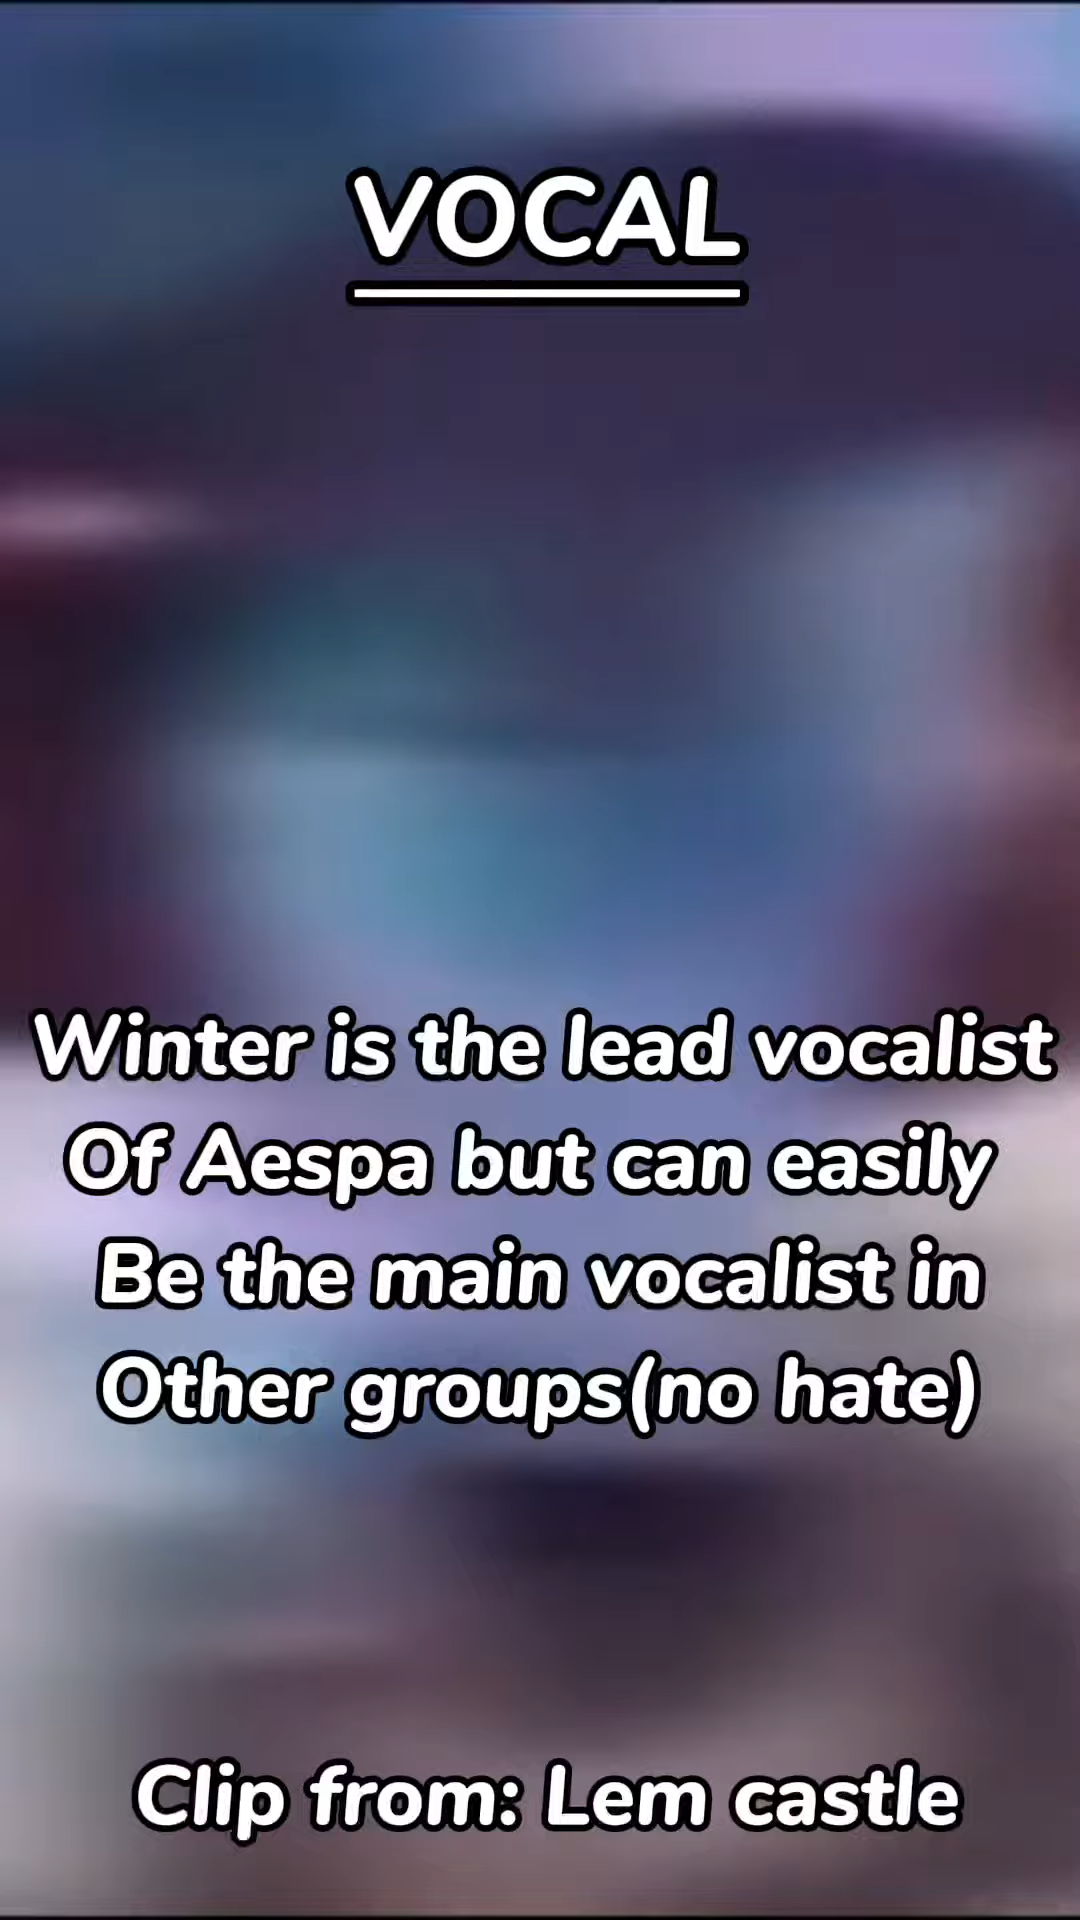 VOCAL
Winter is the lead vocalist
Of Aespa but can easily
Be the main vocalist in
Other groups(no hate)
Clip from: Lem castle